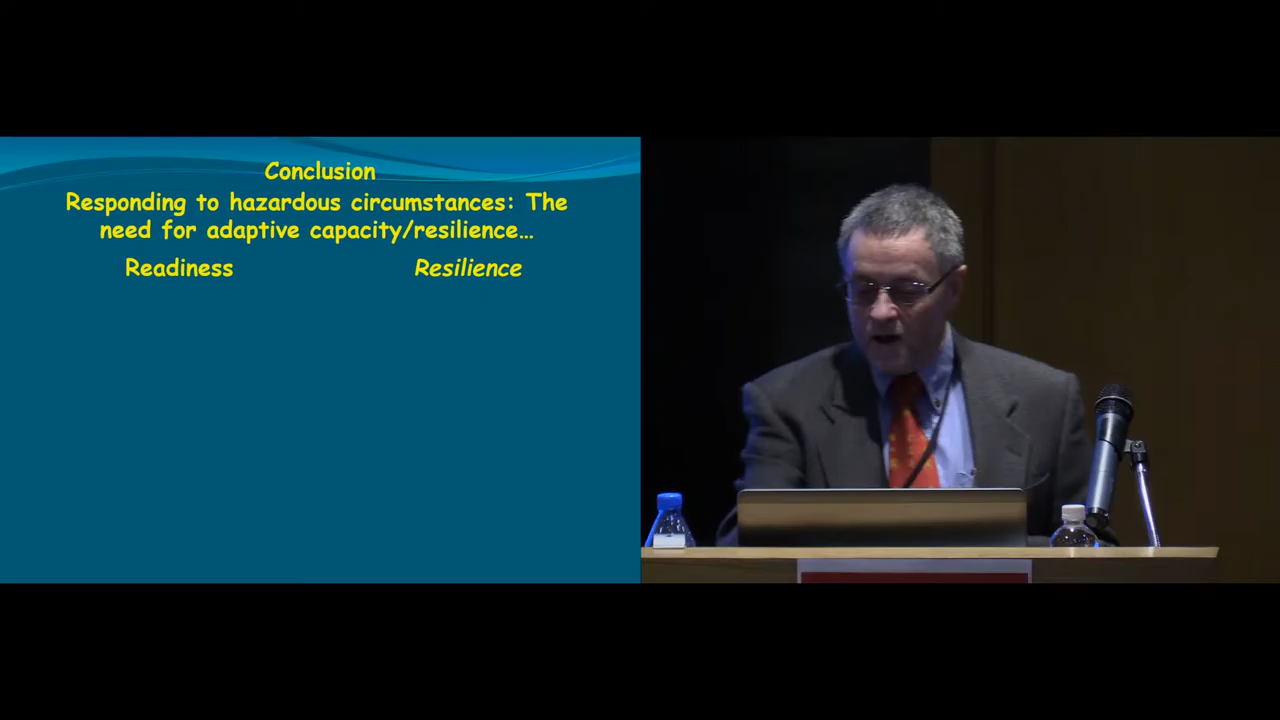 Conclusion
Responding to hazardous circumstances: The
need for adaptive capacity/resilience…
Readiness
Resilience